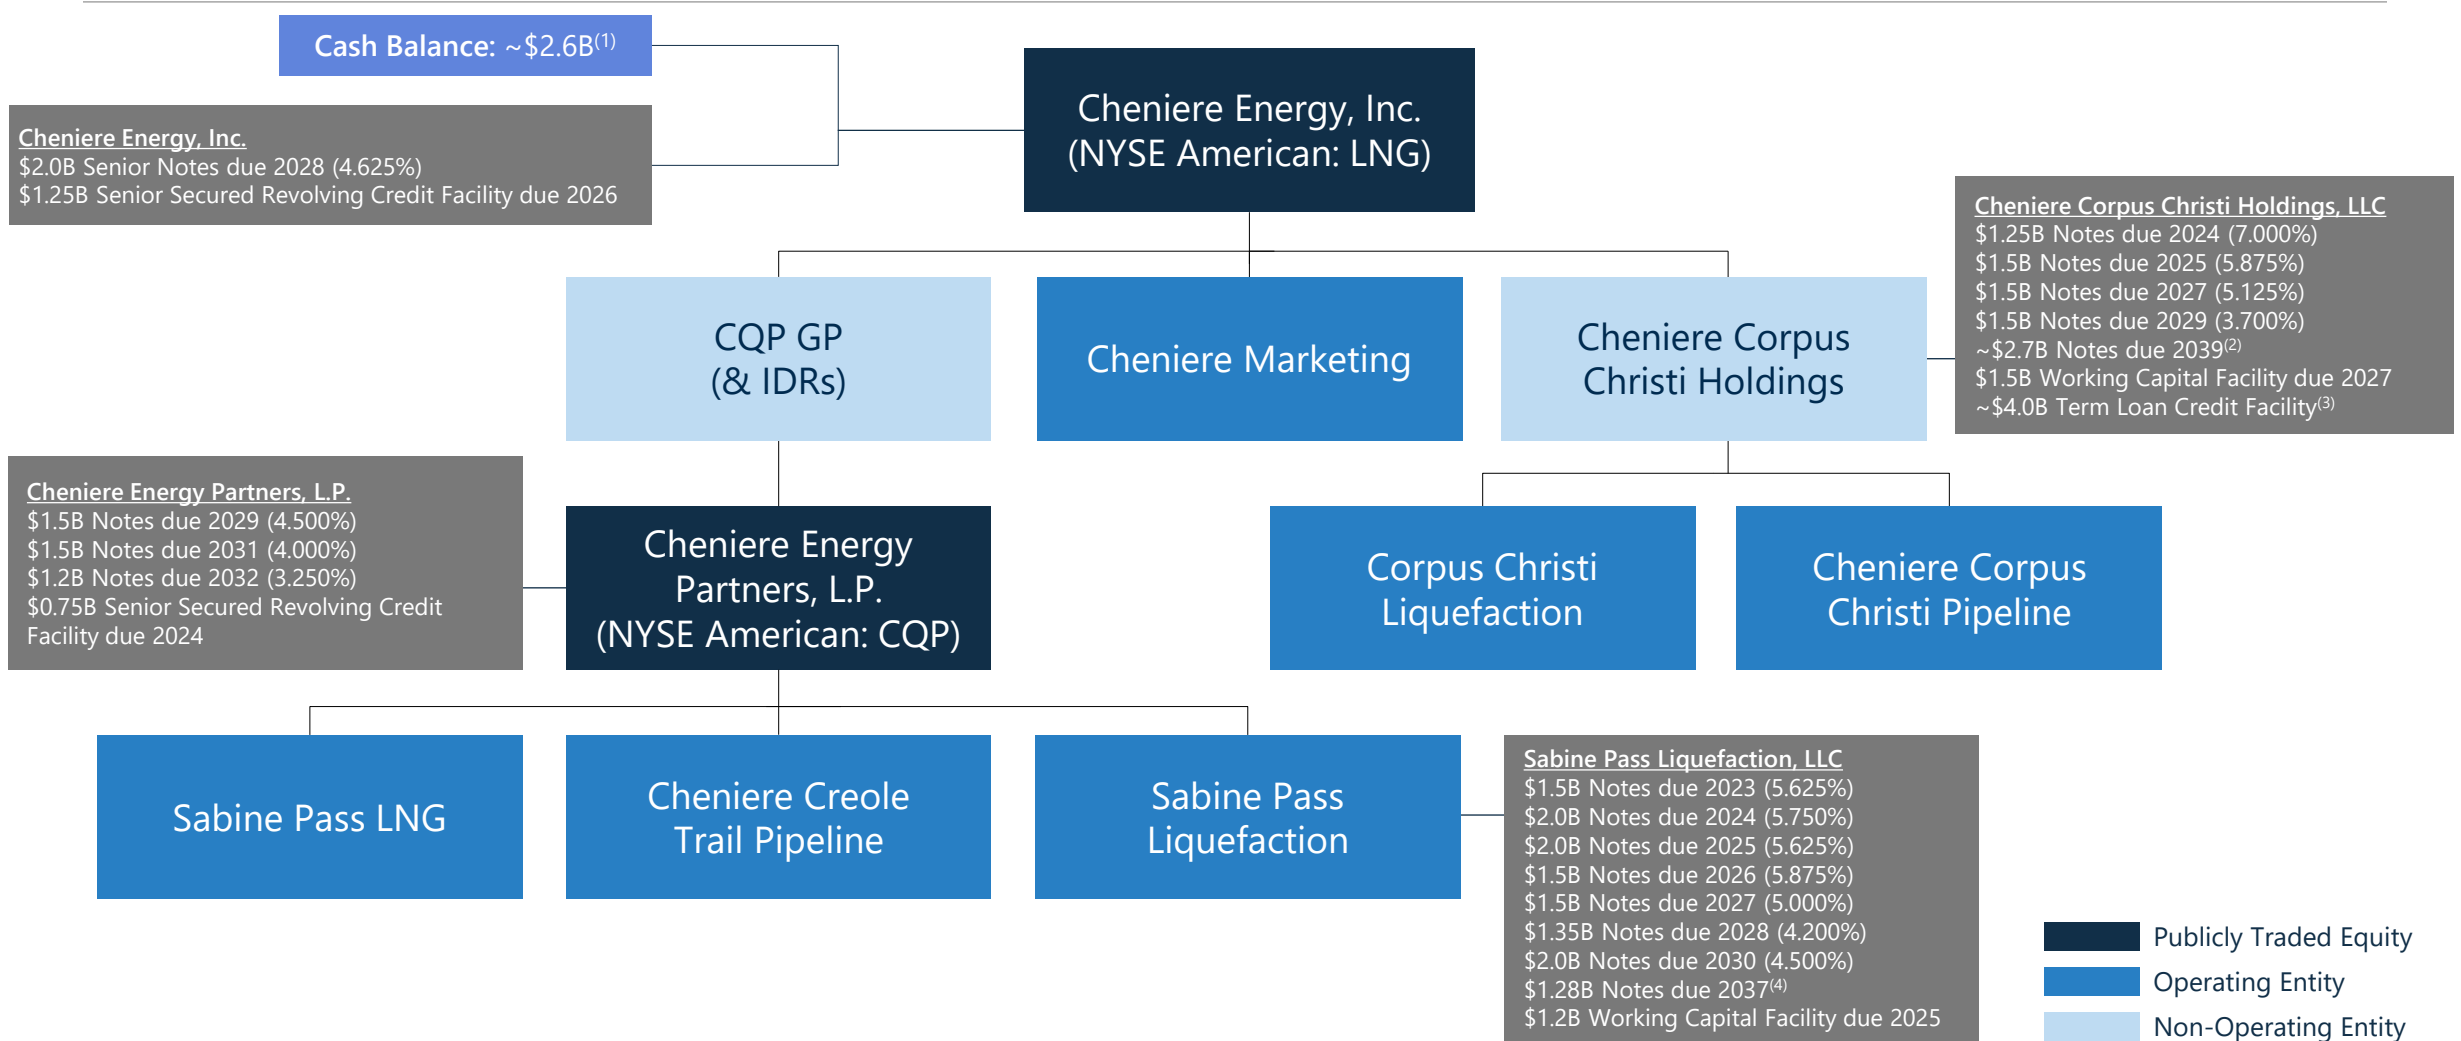 Cash Balance: ~$2.6B(1)
Cheniere Energy, Inc.
(NYSE American: LNG)
Cheniere Energy, Inc.
$2.0B Senior Notes due 2028 (4.625%)
$1.25B Senior Secured Revolving Credit Facility due 2026
Cheniere Corpus Christi Holdings, LLC
$1.25B Notes due 2024 (7.000%)
$1.5B Notes due 2025 (5.875%)
$1.5B Notes due 2027 (5.125%)
$1.5B Notes due 2029 (3.700%)
~$2.7B Notes due 2039(2)
$1.5B Working Capital Facility due 2027
~$4.0B Term Loan Credit Facility(3)
CQP GP
(& IDRs)
Cheniere Marketing
Cheniere Corpus
Christi Holdings
Cheniere Energy Partners, L.P.
$1.5B Notes due 2029 (4.500%)
$1.5B Notes due 2031 (4.000%)
$1.2B Notes due 2032 (3.250%)
$0.75B Senior Secured Revolving Credit
Facility due 2024
Cheniere Energy
Partners, L.P.
(NYSE American: CQP)
Corpus Christi
Liquefaction
Cheniere Corpus
Christi Pipeline
Sabine Pass LNG
Cheniere Creole
Trail Pipeline
Sabine Pass
Liquefaction
Sabine Pass Liquefaction, LLC
$1.5B Notes due 2023 (5.625%)
$2.0B Notes due 2024 (5.750%)
$2.0B Notes due 2025 (5.625%)
$1.5B Notes due 2026 (5.875%)
$1.5B Notes due 2027 (5.000%)
$1.35B Notes due 2028 (4.200%)
$2.0B Notes due 2030 (4.500%)
$1.28B Notes due 2037(4)
$1.2B Working Capital Facility due 2025
Publicly Traded Equity
Operating Entity
Non-Operating Entity